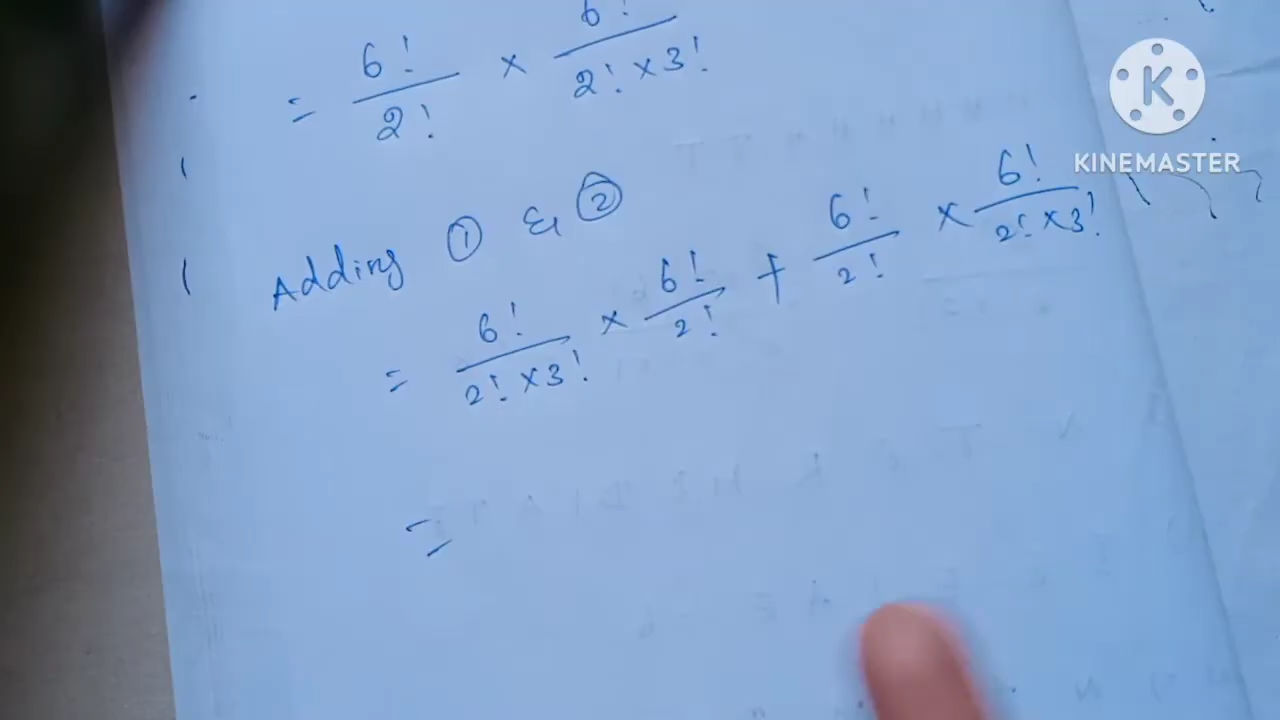 = 6!/2! × 6!/2! × 3!
Adding ① & ②
= 6!/2! × 3! × 6!/2! + 6!/2! × 6!/2! × 3!
=
K
KINEMASTER